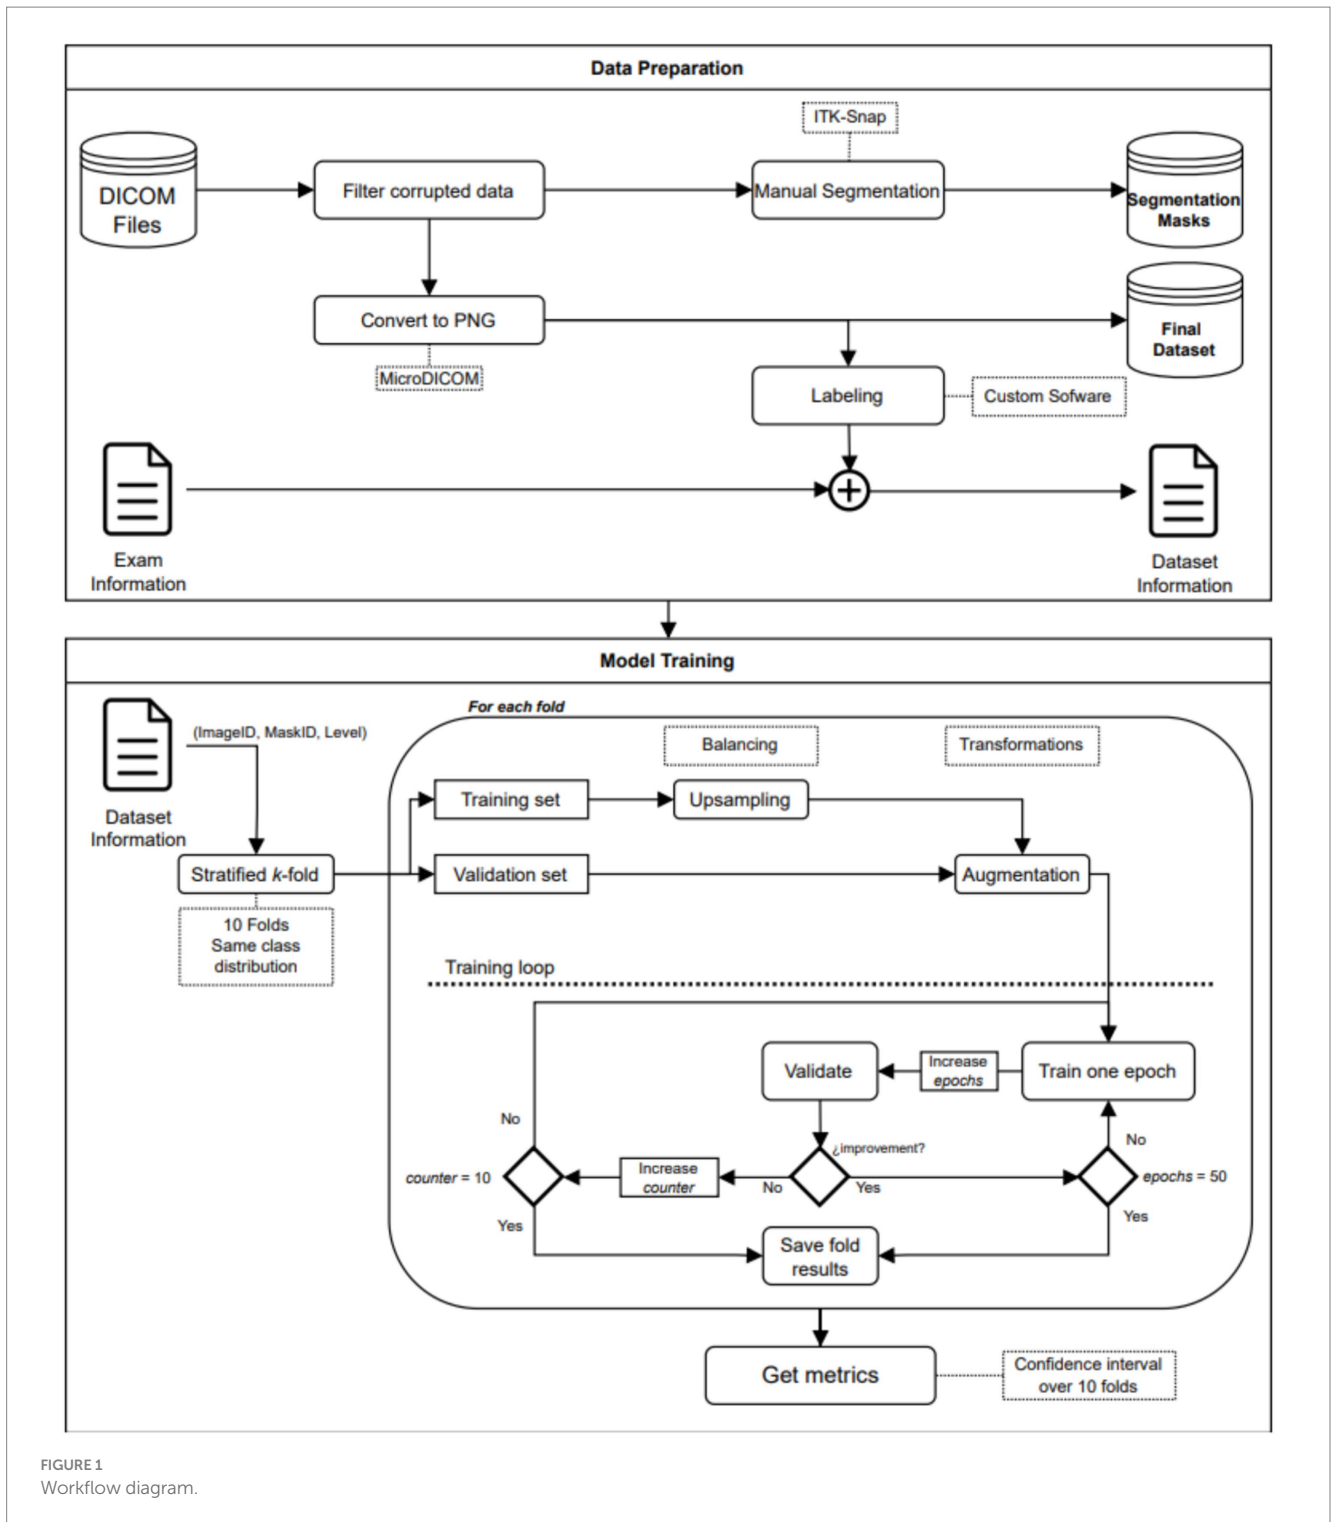 Data Preparation
ITK-Snap
DICOM
Files
Filter corrupted data
Manual Segmentation
Segmentation
Masks
Convert to PNG
Final
Dataset
MicroDICOM
Labeling
Custom Sofware
Exam
Information
Dataset
Information
Model Training
For each fold
(ImageID, MaskID, Level)
Balancing
Transformations
Training set
Upsampling
Dataset
Information
Stratified k-fold
Validation set
Augmentation
10 Folds
Same class
distribution
Training loop
Validate
Increase
epochs
Train one epoch
No
No
¿improvement?
counter = 10
Increase
counter
No
Yes
epochs = 50
Yes
Yes
Save fold
results
Get metrics
Confidence interval
over 10 folds
FIGURE 1
Workflow diagram.